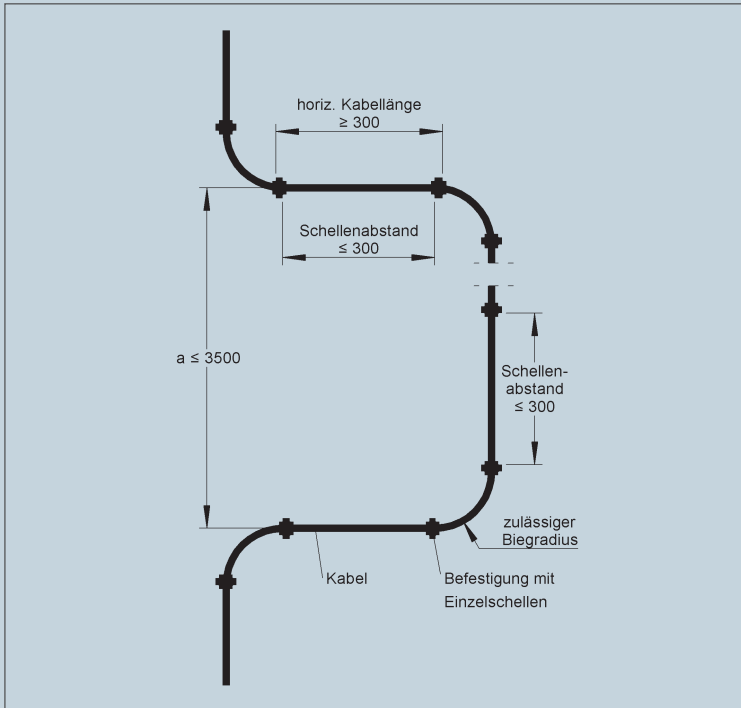 horiz. Kabellänge
≥ 300
Schellenabstand
≤ 300
a ≤ 3500
Schellen-
abstand
≤ 300
zulässiger
Biegradius
Kabel
Befestigung mit
Einzelschellen